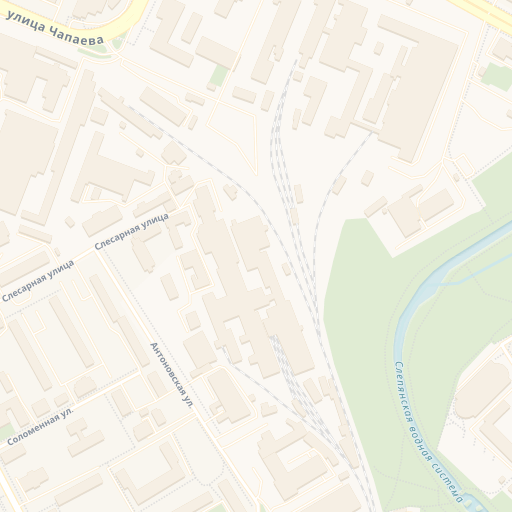 улица Чапаева
Слесарная улица
Слесарная улица
Антоновская ул.
Соломенная ул.
Слепянская водная система